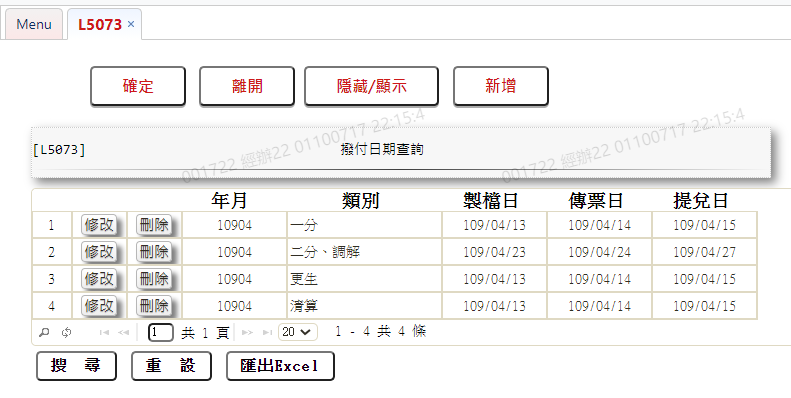 Menu L5073 ×
確定 離開 隱藏/顯示 新增
001722 經辦22 01100717 22:15:4 001722 經辦22 01100717 22:15:4
[L5073] 撥付日期查詢
年月 類別 製檔日 傳票日 提兌日
1 修改 刪除 10904 一分 109/04/13 109/04/14 109/04/15
2 修改 刪除 10904 二分、調解 109/04/23 109/04/24 109/04/27
3 修改 刪除 10904 更生 109/04/13 109/04/14 109/04/15
4 修改 刪除 10904 清算 109/04/13 109/04/14 109/04/15
1 共 1 頁 20 1 - 4 共 4 條
搜 尋 重 設 匯出Excel